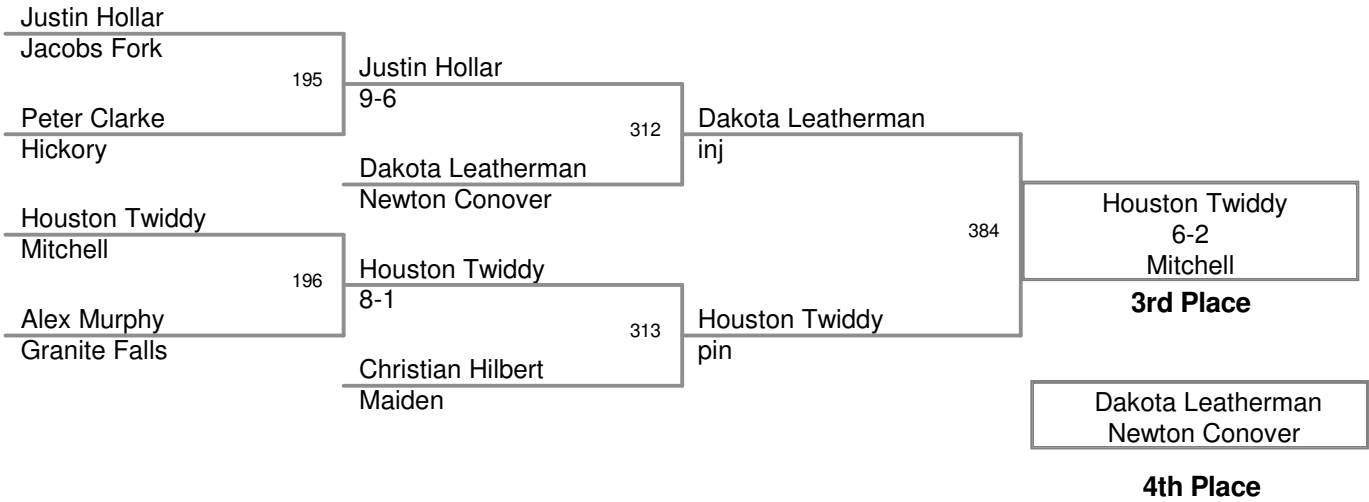 Justin Hollar
Jacobs Fork
195
Peter Clarke
Hickory
Houston Twiddy
Mitchell
196
Alex Murphy
Granite Falls
Justin Hollar
9-6
312
Dakota Leatherman
Newton Conover
Houston Twiddy
8-1
313
Christian Hilbert
Maiden
Dakota Leatherman
inj
384
Houston Twiddy
pin
Houston Twiddy
6-2
Mitchell
3rd Place
Dakota Leatherman
Newton Conover
4th Place